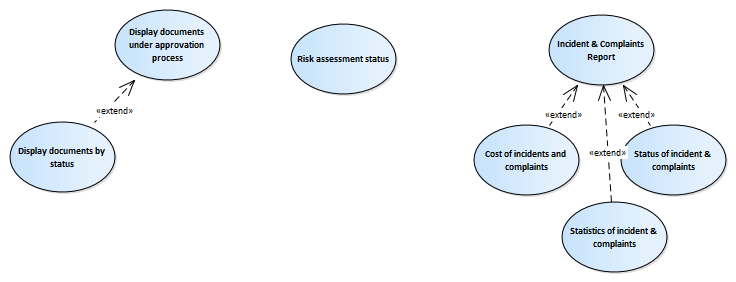 Display documents
under approvation
process
«extend»
Display documents by
status
Risk assessment status
Incident & Complaints
Report
«extend»
«extend»
«extend»
Cost of incidents and
complaints
Status of incident &
complaints
Statistics of incident &
complaints